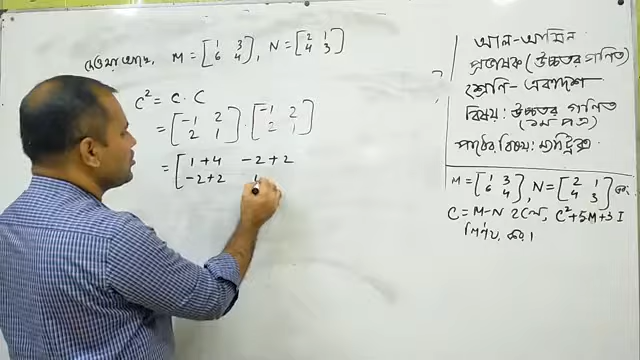 দেওয়া আছে, M = [1 3 6 4], N = [2 1 4 3]
C² = C . C
= [-1 2 2 1] . [-1 2 2 1]
= [1+4 -2+2 -2+2
আল-আমিন
প্রভাষক (উচ্চতর গণিত)
শ্রেণি- একাদশ
বিষয়: উচ্চতর গণিত
(১ম পত্র)
পাঠের বিষয়: ম্যাট্রিক্স
M = [1 3 6 4], N = [2 1 4 3]
C = M-N হলে, C²+5M+3I
নির্ণয় কর।